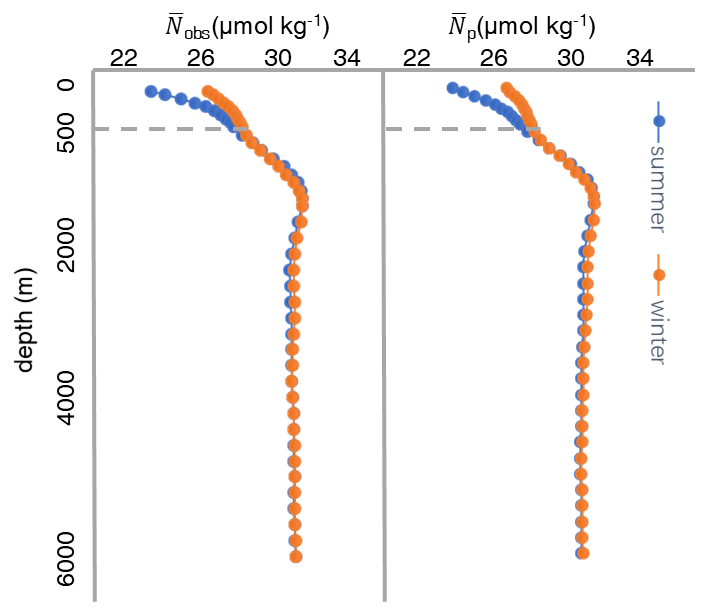 N̅obs(μmol kg⁻¹)
N̅p(μmol kg⁻¹)
22 26 30 34
22 26 30 34
0
500
2000
4000
6000
depth (m)
summer
winter